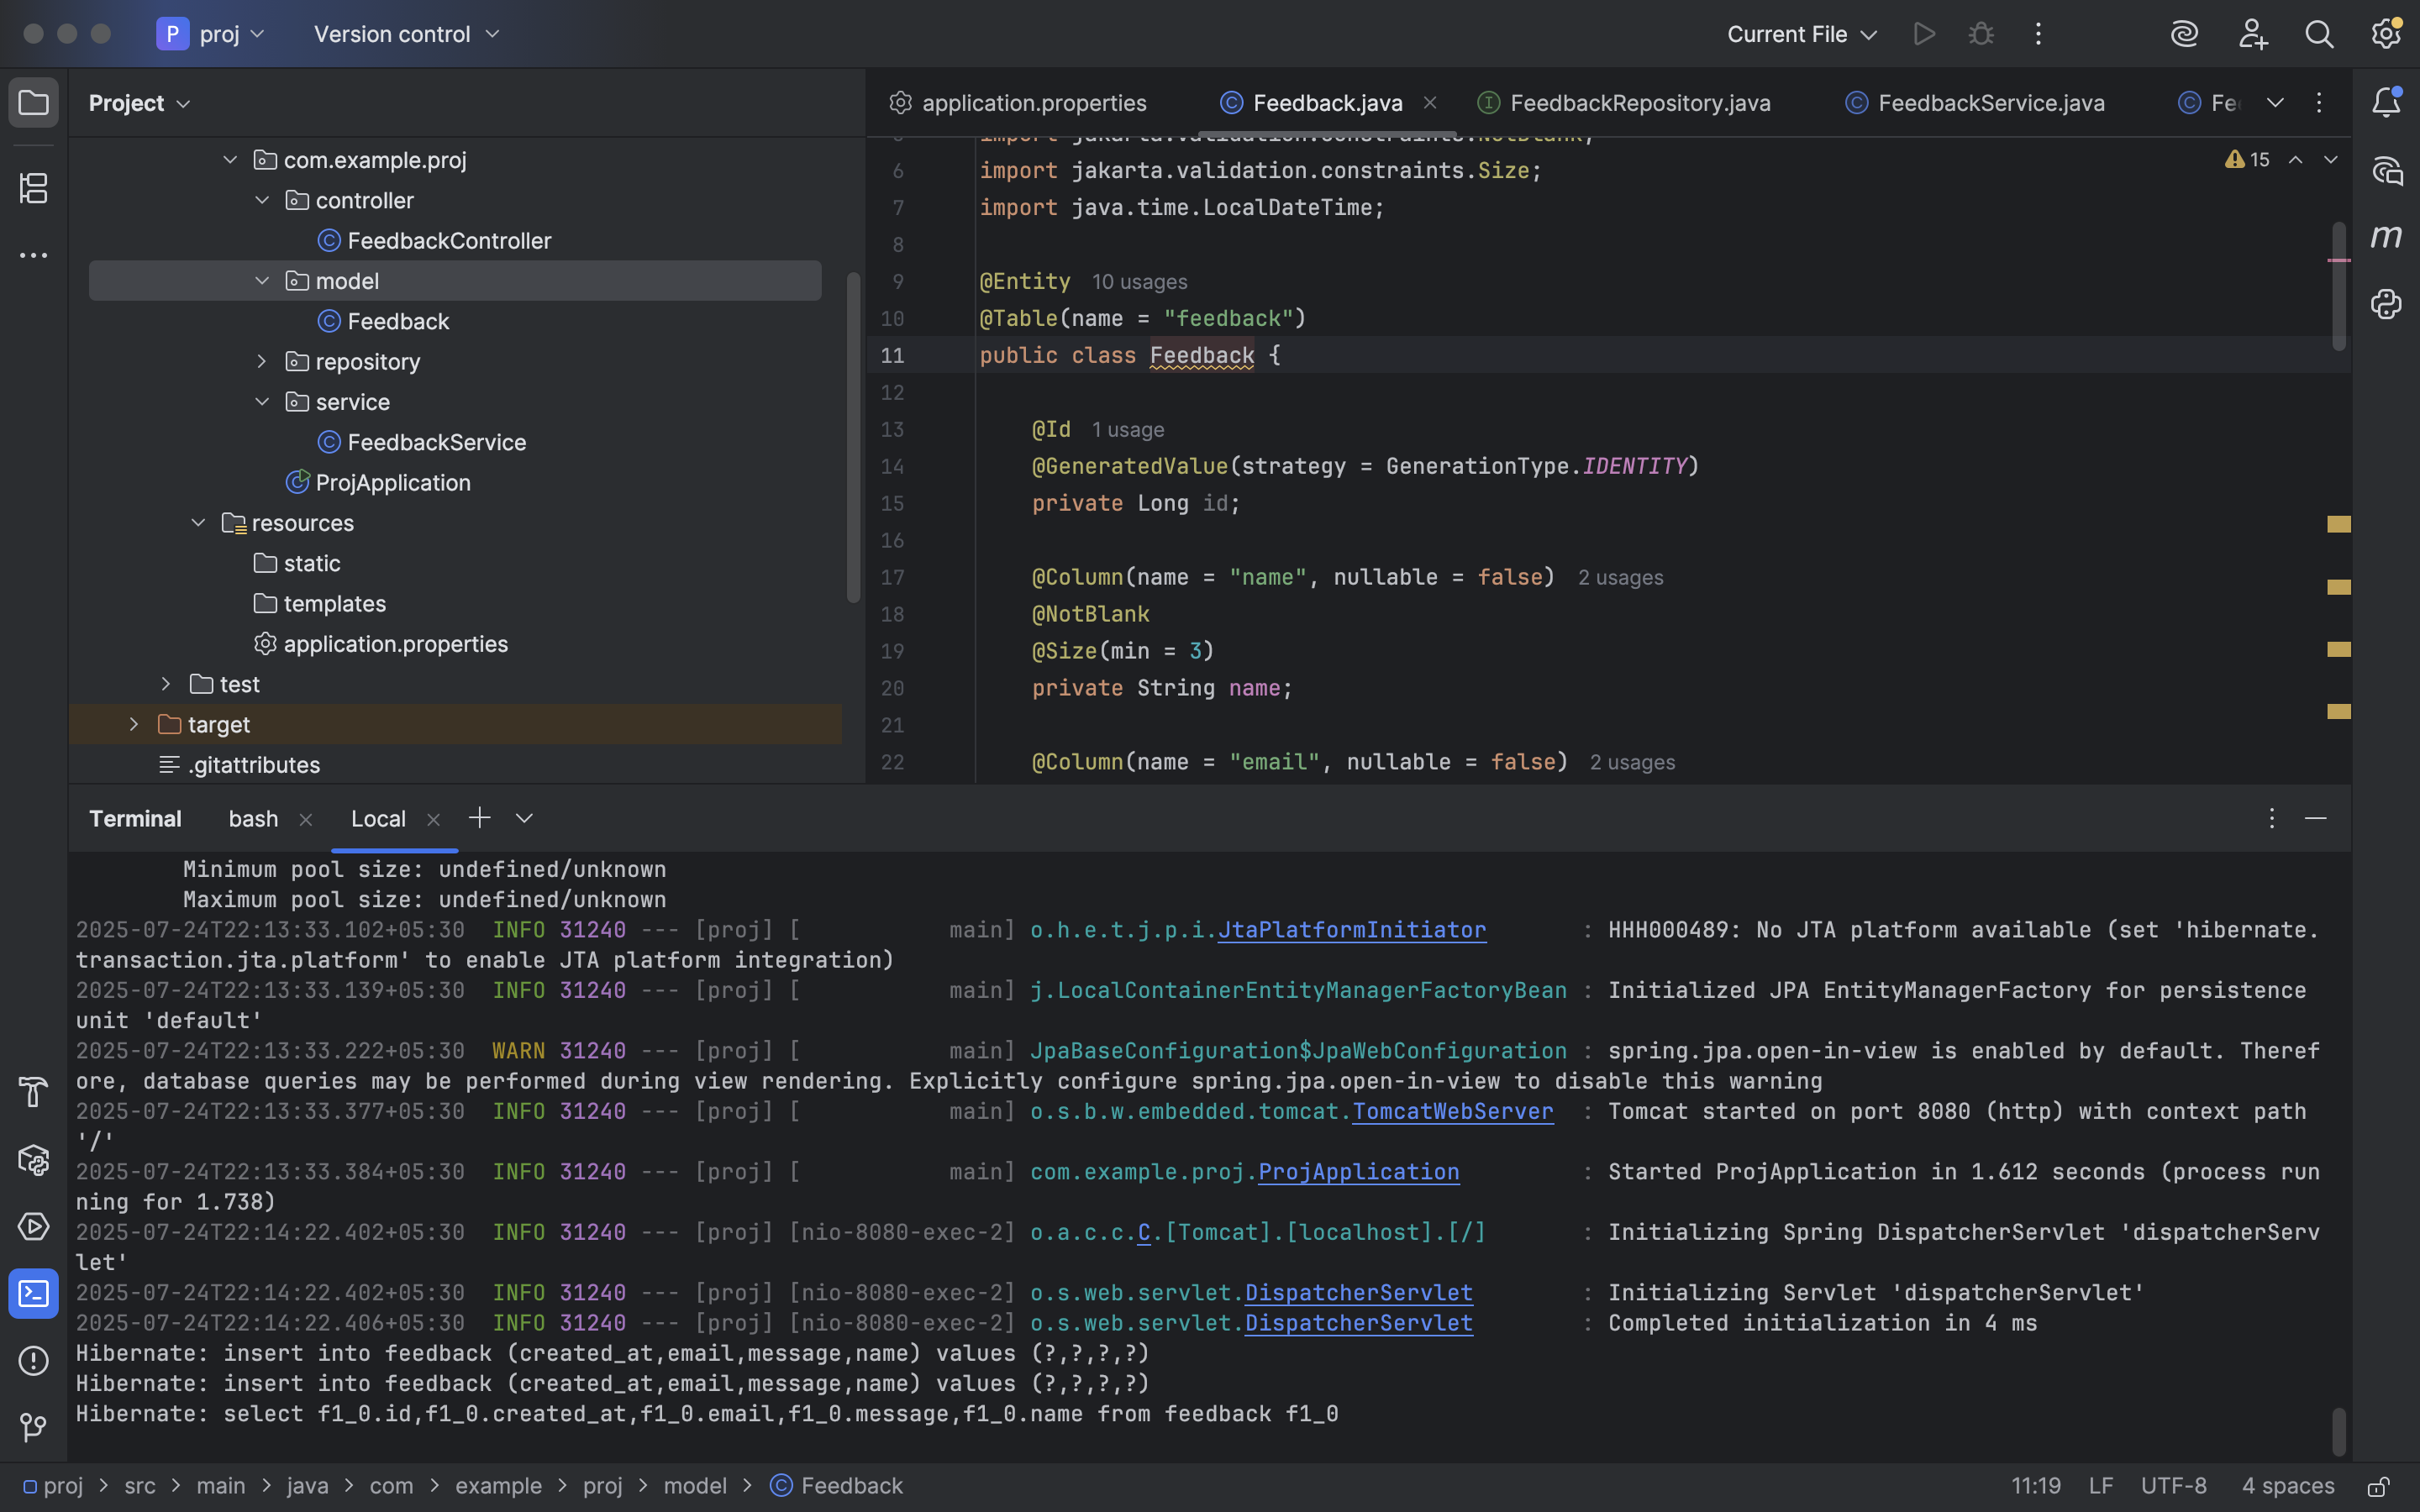 P proj Version control Current File
Project
application.properties Feedback.java FeedbackRepository.java FeedbackService.java Fe
com.example.proj
controller
FeedbackController
model
Feedback
repository
service
FeedbackService
ProjApplication
resources
static
templates
application.properties
test
target
.gitattributes
15
5 import jakarta.validation.constraints.NotBlank;
6 import jakarta.validation.constraints.Size;
7 import java.time.LocalDateTime;
8
9 @Entity 10 usages
10 @Table(name = "feedback")
11 public class Feedback {
12
13 @Id 1 usage
14 @GeneratedValue(strategy = GenerationType.IDENTITY)
15 private Long id;
16
17 @Column(name = "name", nullable = false) 2 usages
18 @NotBlank
19 @Size(min = 3)
20 private String name;
21
22 @Column(name = "email", nullable = false) 2 usages
m
Terminal bash Local
Minimum pool size: undefined/unknown
Maximum pool size: undefined/unknown
2025-07-24T22:13:33.102+05:30 INFO 31240 --- [proj] [ main] o.h.e.t.j.p.i.JtaPlatformInitiator : HHH000489: No JTA platform available (set 'hibernate.
transaction.jta.platform' to enable JTA platform integration)
2025-07-24T22:13:33.139+05:30 INFO 31240 --- [proj] [ main] j.LocalContainerEntityManagerFactoryBean : Initialized JPA EntityManagerFactory for persistence
unit 'default'
2025-07-24T22:13:33.222+05:30 WARN 31240 --- [proj] [ main] JpaBaseConfiguration$JpaWebConfiguration : spring.jpa.open-in-view is enabled by default. Theref
ore, database queries may be performed during view rendering. Explicitly configure spring.jpa.open-in-view to disable this warning
2025-07-24T22:13:33.377+05:30 INFO 31240 --- [proj] [ main] o.s.b.w.embedded.tomcat.TomcatWebServer : Tomcat started on port 8080 (http) with context path
'/'
2025-07-24T22:13:33.384+05:30 INFO 31240 --- [proj] [ main] com.example.proj.ProjApplication : Started ProjApplication in 1.612 seconds (process run
ning for 1.738)
2025-07-24T22:14:22.402+05:30 INFO 31240 --- [proj] [nio-8080-exec-2] o.a.c.c.C.[Tomcat].[localhost].[/] : Initializing Spring DispatcherServlet 'dispatcherServ
let'
2025-07-24T22:14:22.402+05:30 INFO 31240 --- [proj] [nio-8080-exec-2] o.s.web.servlet.DispatcherServlet : Initializing Servlet 'dispatcherServlet'
2025-07-24T22:14:22.406+05:30 INFO 31240 --- [proj] [nio-8080-exec-2] o.s.web.servlet.DispatcherServlet : Completed initialization in 4 ms
Hibernate: insert into feedback (created_at,email,message,name) values (?,?,?,?)
Hibernate: insert into feedback (created_at,email,message,name) values (?,?,?,?)
Hibernate: select f1_0.id,f1_0.created_at,f1_0.email,f1_0.message,f1_0.name from feedback f1_0
proj > src > main > java > com > example > proj > model > Feedback 11:19 LF UTF-8 4 spaces